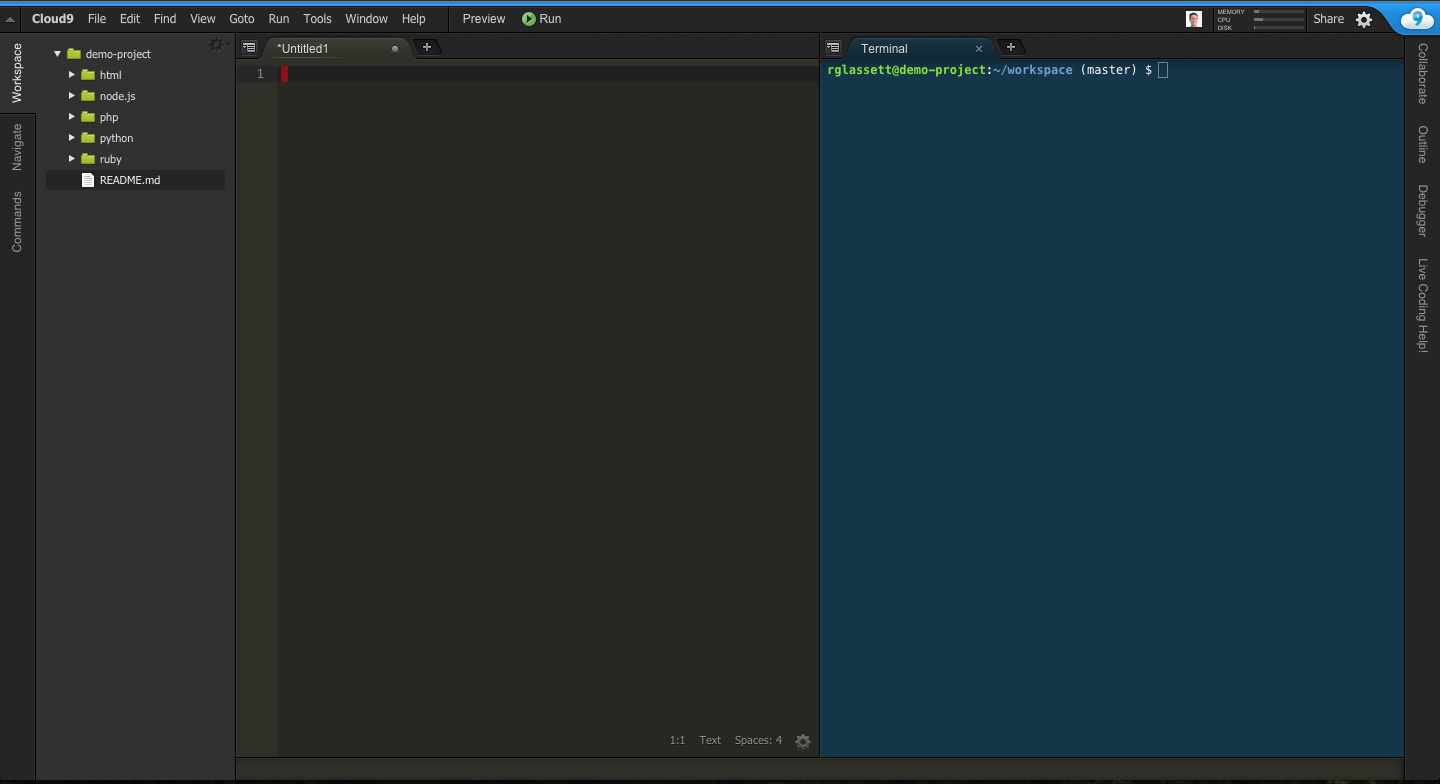 Cloud9 File Edit Find View Goto Run Tools Window Help Preview Run MEMORY CPU DISK Share 9
Workspace
Navigate
Commands
demo-project
html
node.js
php
python
ruby
README.md
*Untitled1 +
1
1:1 Text Spaces: 4
Terminal × +
rglassett@demo-project:~/workspace (master) $
Collaborate
Outline
Debugger
Live Coding Help!